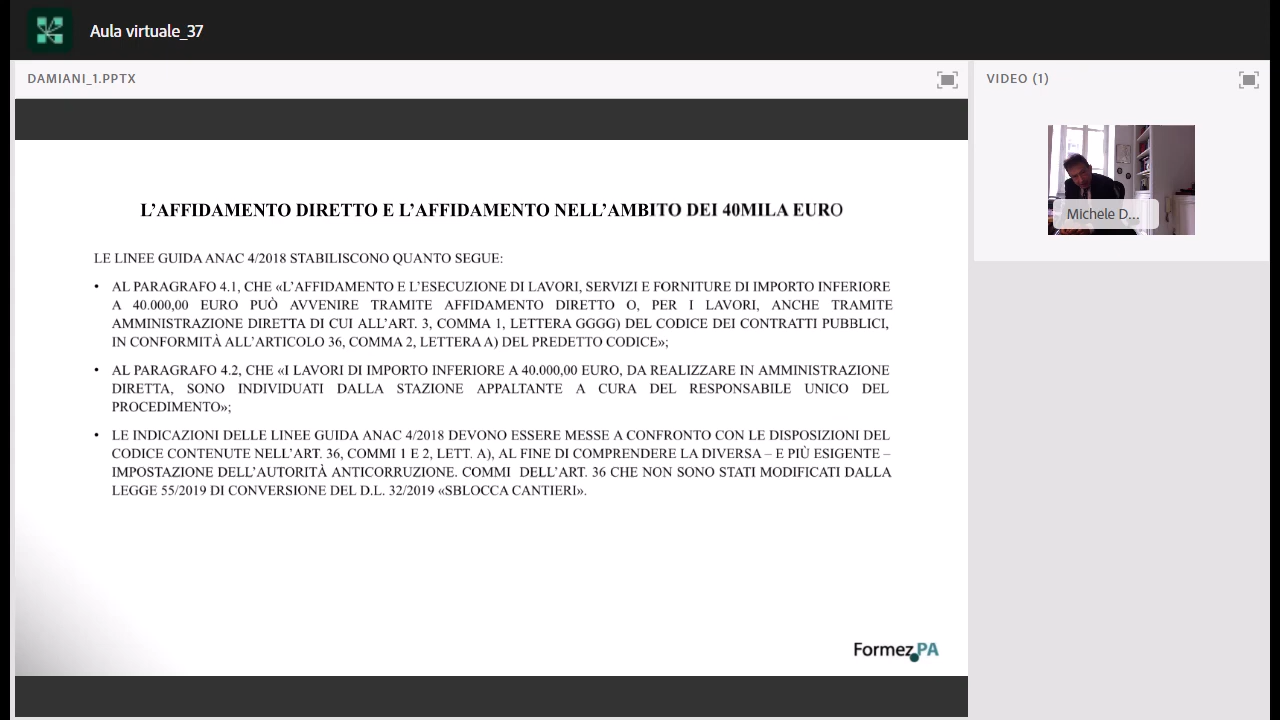 Aula virtuale_37
DAMIANI_1.PPTX
VIDEO (1)
Michele D...
L'AFFIDAMENTO DIRETTO E L'AFFIDAMENTO NELL'AMBITO DEI 40MILA EURO
LE LINEE GUIDA ANAC 4/2018 STABILISCONO QUANTO SEGUE:
• AL PARAGRAFO 4.1, CHE «L'AFFIDAMENTO E L'ESECUZIONE DI LAVORI, SERVIZI E FORNITURE DI IMPORTO INFERIORE
A 40.000,00 EURO PUÒ AVVENIRE TRAMITE AFFIDAMENTO DIRETTO O, PER I LAVORI, ANCHE TRAMITE
AMMINISTRAZIONE DIRETTA DI CUI ALL'ART. 3, COMMA 1, LETTERA GGGG) DEL CODICE DEI CONTRATTI PUBBLICI,
IN CONFORMITÀ ALL'ARTICOLO 36, COMMA 2, LETTERA A) DEL PREDETTO CODICE»;
• AL PARAGRAFO 4.2, CHE «I LAVORI DI IMPORTO INFERIORE A 40.000,00 EURO, DA REALIZZARE IN AMMINISTRAZIONE
DIRETTA, SONO INDIVIDUATI DALLA STAZIONE APPALTANTE A CURA DEL RESPONSABILE UNICO DEL
PROCEDIMENTO»;
• LE INDICAZIONI DELLE LINEE GUIDA ANAC 4/2018 DEVONO ESSERE MESSE A CONFRONTO CON LE DISPOSIZIONI DEL
CODICE CONTENUTE NELL'ART. 36, COMMI 1 E 2, LETT. A), AL FINE DI COMPRENDERE LA DIVERSA – E PIÙ ESIGENTE –
IMPOSTAZIONE DELL'AUTORITÀ ANTICORRUZIONE. COMMI DELL'ART. 36 CHE NON SONO STATI MODIFICATI DALLA
LEGGE 55/2019 DI CONVERSIONE DEL D.L. 32/2019 «SBLOCCA CANTIERI».
Formez PA